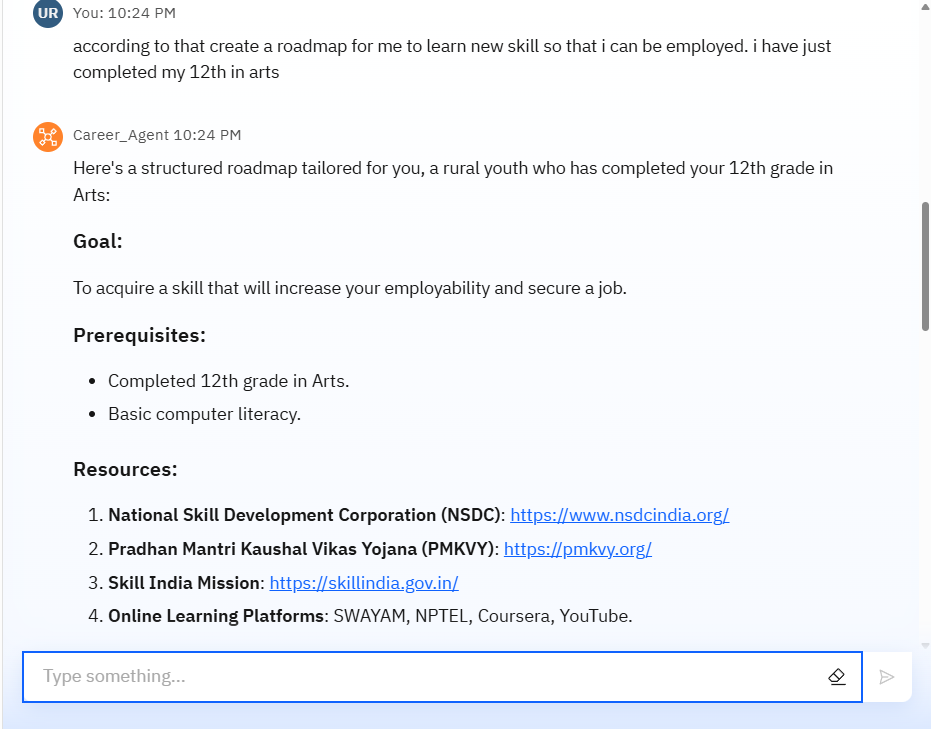 UR You: 10:24 PM
according to that create a roadmap for me to learn new skill so that i can be employed. i have just
completed my 12th in arts
Career_Agent 10:24 PM
Here's a structured roadmap tailored for you, a rural youth who has completed your 12th grade in
Arts:
Goal:
To acquire a skill that will increase your employability and secure a job.
Prerequisites:
• Completed 12th grade in Arts.
• Basic computer literacy.
Resources:
1. National Skill Development Corporation (NSDC): https://www.nsdcindia.org/
2. Pradhan Mantri Kaushal Vikas Yojana (PMKVY): https://pmkvy.org/
3. Skill India Mission: https://skillindia.gov.in/
4. Online Learning Platforms: SWAYAM, NPTEL, Coursera, YouTube.
Type something...